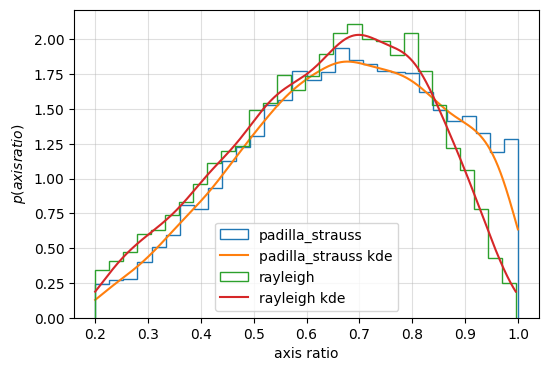 2.00
1.75
1.50
1.25
1.00
0.75
0.50
0.25
0.00
p(axisratio)
0.2 0.3 0.4 0.5 0.6 0.7 0.8 0.9 1.0
axis ratio
padilla_strauss
padilla_strauss kde
rayleigh
rayleigh kde